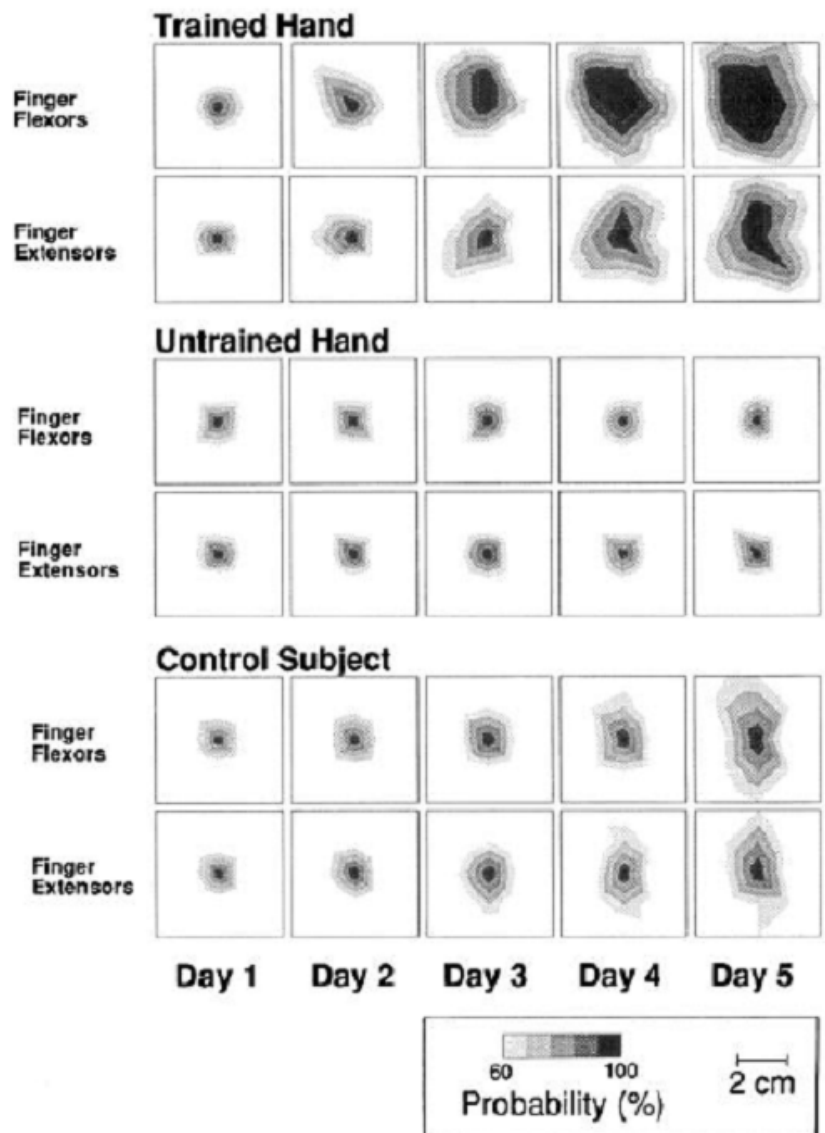 Trained Hand
Finger
Flexors
Finger
Extensors
Untrained Hand
Finger
Flexors
Finger
Extensors
Control Subject
Finger
Flexors
Finger
Extensors
Day 1 Day 2 Day 3 Day 4 Day 5
60 100
2 cm
Probability (%)